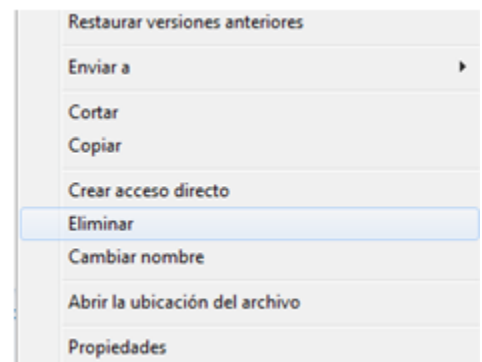 Restaurar versiones anteriores
Enviar a
Cortar
Copiar
Crear acceso directo
Eliminar
Cambiar nombre
Abrir la ubicación del archivo
Propiedades